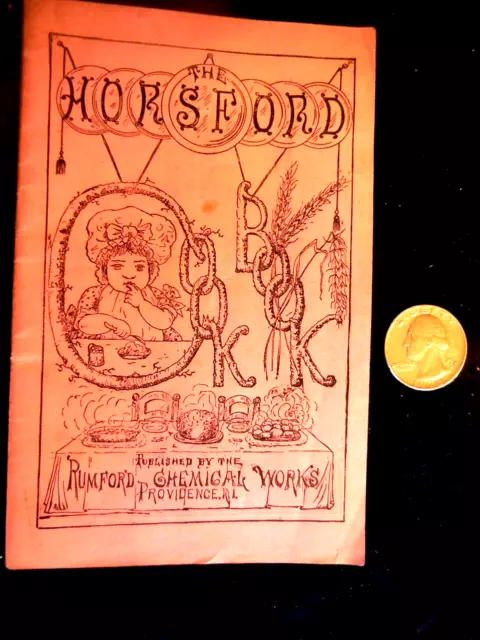 THE
HORSFORD
COOK
BOOK
PUBLISHED BY THE
RUMFORD CHEMICAL WORKS
PROVIDENCE, R.I.